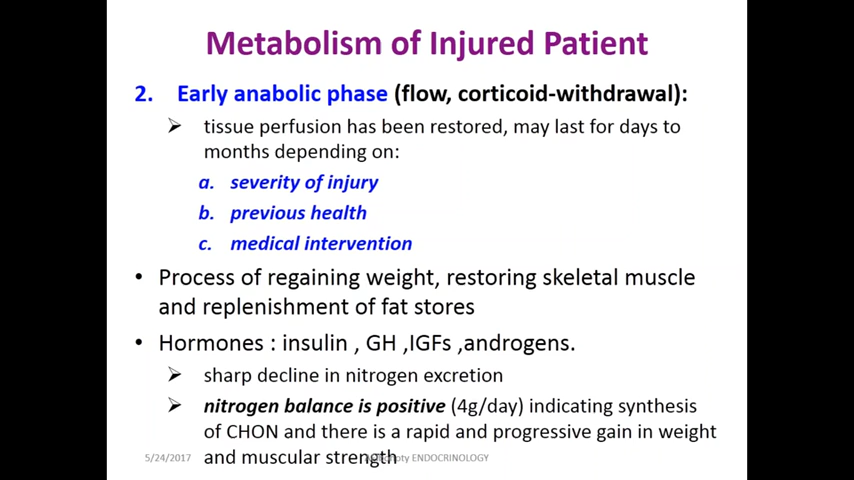 Metabolism of Injured Patient
2. Early anabolic phase (flow, corticoid-withdrawal):
➤ tissue perfusion has been restored, may last for days to
months depending on:
a. severity of injury
b. previous health
c. medical intervention
• Process of regaining weight, restoring skeletal muscle
and replenishment of fat stores
• Hormones : insulin , GH ,IGFs ,androgens.
➤ sharp decline in nitrogen excretion
➤ nitrogen balance is positive (4g/day) indicating synthesis
of CHON and there is a rapid and progressive gain in weight
and muscular strength
5/24/2017 ENDOCRINOLOGY